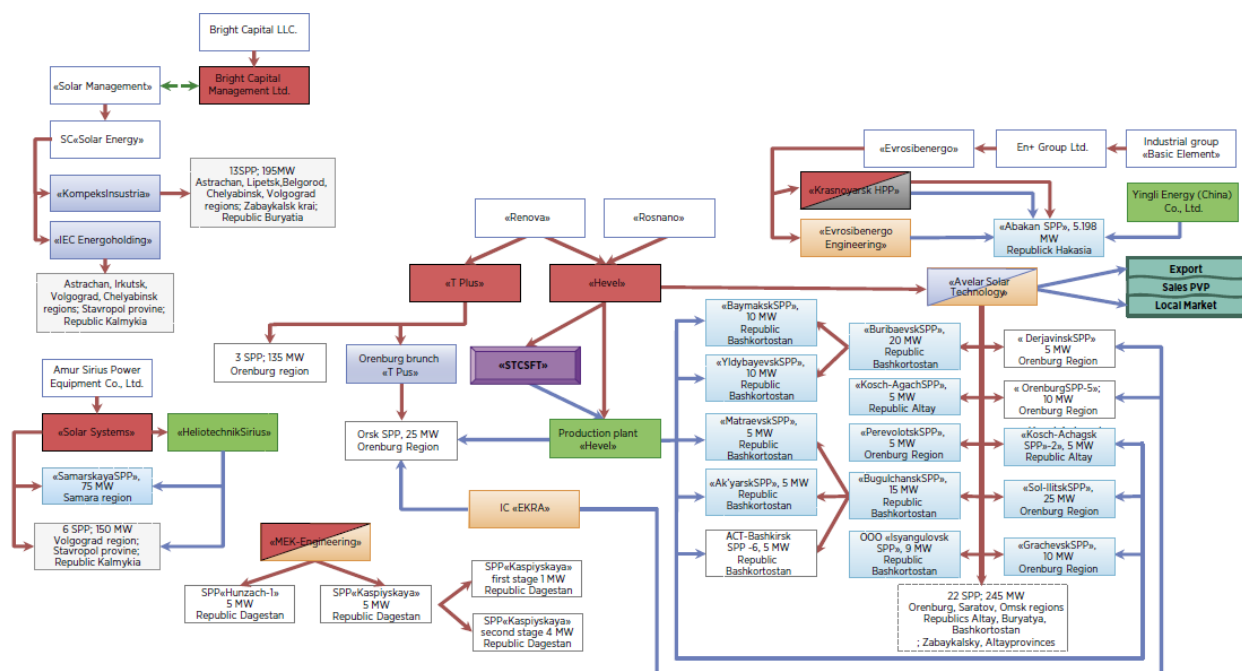 Bright Capital LLC.
Bright Capital
Management Ltd.
«Solar Management»
SC«Solar Energy»
«KompeksInsustria»
13SPP; 195MW
Astrachan, Lipetsk,Belgorod,
Chelyabinsk, Volgograd
regions; Zabaykalsk krai;
Republic Buryatia
«IEC Energoholding»
Astrachan, Irkutsk,
Volgograd, Chelyabinsk
regions; Stavropol provine;
Republic Kalmykia
Amur Sirius Power
Equipment Co., Ltd.
«Solar Systems»
«HeliotechnikSirius»
«SamarskayaSPP»,
75 MW
Samara region
6 SPP; 150 MW
Volgograd region;
Stavropol provine;
Republic Kalmykia
«Renova»
«Rosnano»
«T Plus»
«Hevel»
3 SPP; 135 MW
Orenburg region
Orenburg brunch
«T Pus»
«STCSFT»
Orsk SPP, 25 MW
Orenburg Region
Production plant
«Hevel»
IC «EKRA»
«MEK-Engineering»
SPP«Hunzach-1»
5 MW
Republic Dagestan
SPP«Kaspiyskaya»
5 MW
Republic Dagestan
SPP«Kaspiyskaya»
first stage 1 MW
Republic Dagestan
SPP«Kaspiyskaya»
second stage 4 MW
Republic Dagestan
«Evrosibenergo»
En+ Group Ltd.
Industrial group
«Basic Element»
«Krasnoyarsk HPP»
«Evrosibenergo
Engineering»
«Abakan SPP», 5.198
MW
Republick Hakasia
Yingli Energy (China)
Co., Ltd.
«Avelar Solar
Technology»
Export
Sales PVP
Local Market
«BaymakskSPP»,
10 MW
Republic
Bashkortostan
«YldybayevskSPP»,
10 MW
Republic
Bashkortostan
«MatraevskSPP»,
5 MW
Republic
Bashkortostan
«Ak'yarskSPP», 5 MW
Republic
Bashkortostan
ACT-Bashkirsk
SPP -6, 5 MW
Republic
Bashkortostan
«BuribaevskSPP»,
20 MW
Republic
Bashkortostan
«Kosch-AgachSPP»,
5 MW
Republic Altay
«PerevolotskSPP»,
5 MW
Orenburg Region
«BugulchanskSPP»,
15 MW
Republic
Bashkortostan
OOO «Isyangulovsk
SPP», 9 MW
Republic
Bashkortostan
« DerjavinskSPP»
5 MW
Orenburg Region
« OrenburgSPP-5»;
10 MW
Orenburg Region
«Kosch-Achagsk
SPP»-2», 5 MW
Republic Altay
«Sol-IlitskSPP»,
25 MW
Orenburg Region
«GrachevskSPP»,
10 MW
Orenburg Region
22 SPP; 245 MW
Orenburg, Saratov, Omsk regions
Republics Altay, Buryatya,
Bashkortostan
; Zabaykalsky, Altayprovinces